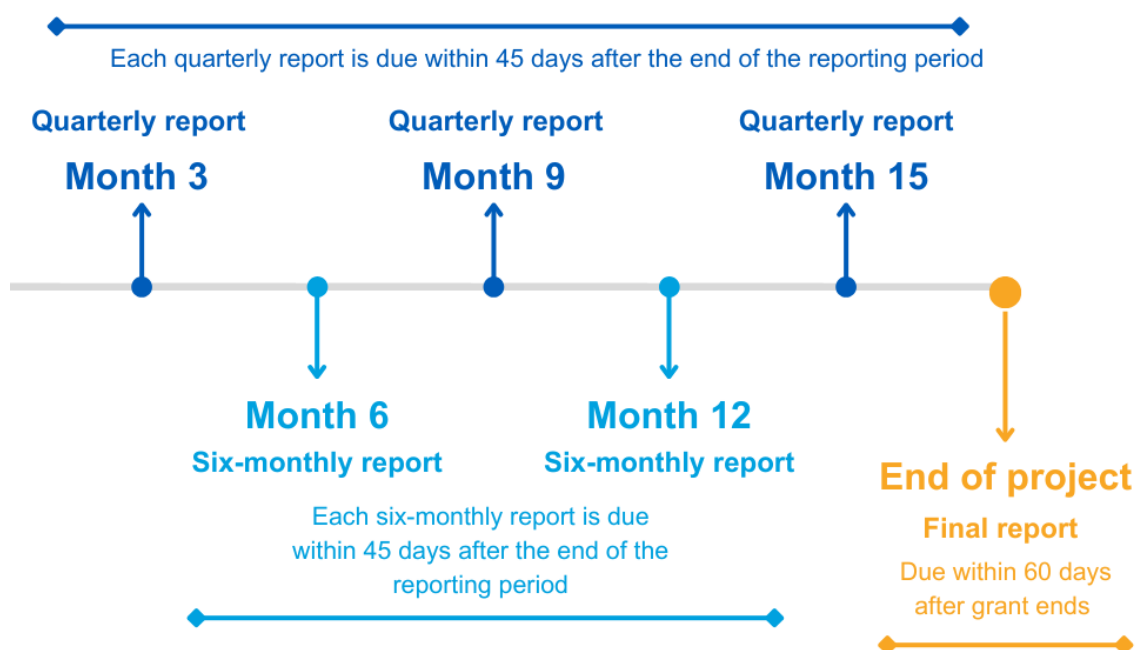 Each quarterly report is due within 45 days after the end of the reporting period
Quarterly report
Month 3
Quarterly report
Month 9
Quarterly report
Month 15
Month 6
Six-monthly report
Month 12
Six-monthly report
Each six-monthly report is due
within 45 days after the end of the
reporting period
End of project
Final report
Due within 60 days
after grant ends